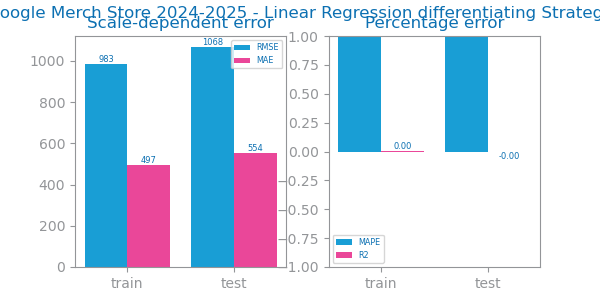 oogle Merch Store 2024-2025 - Linear Regression differentiating Strateg
Scale-dependent error
Percentage error
1000
800
600
400
200
0
983
497
1068
554
RMSE
MAE
train
test
1.00
0.75
0.50
0.25
0.00
0.25
0.50
0.75
1.00
0.00
-0.00
MAPE
R2
train
test